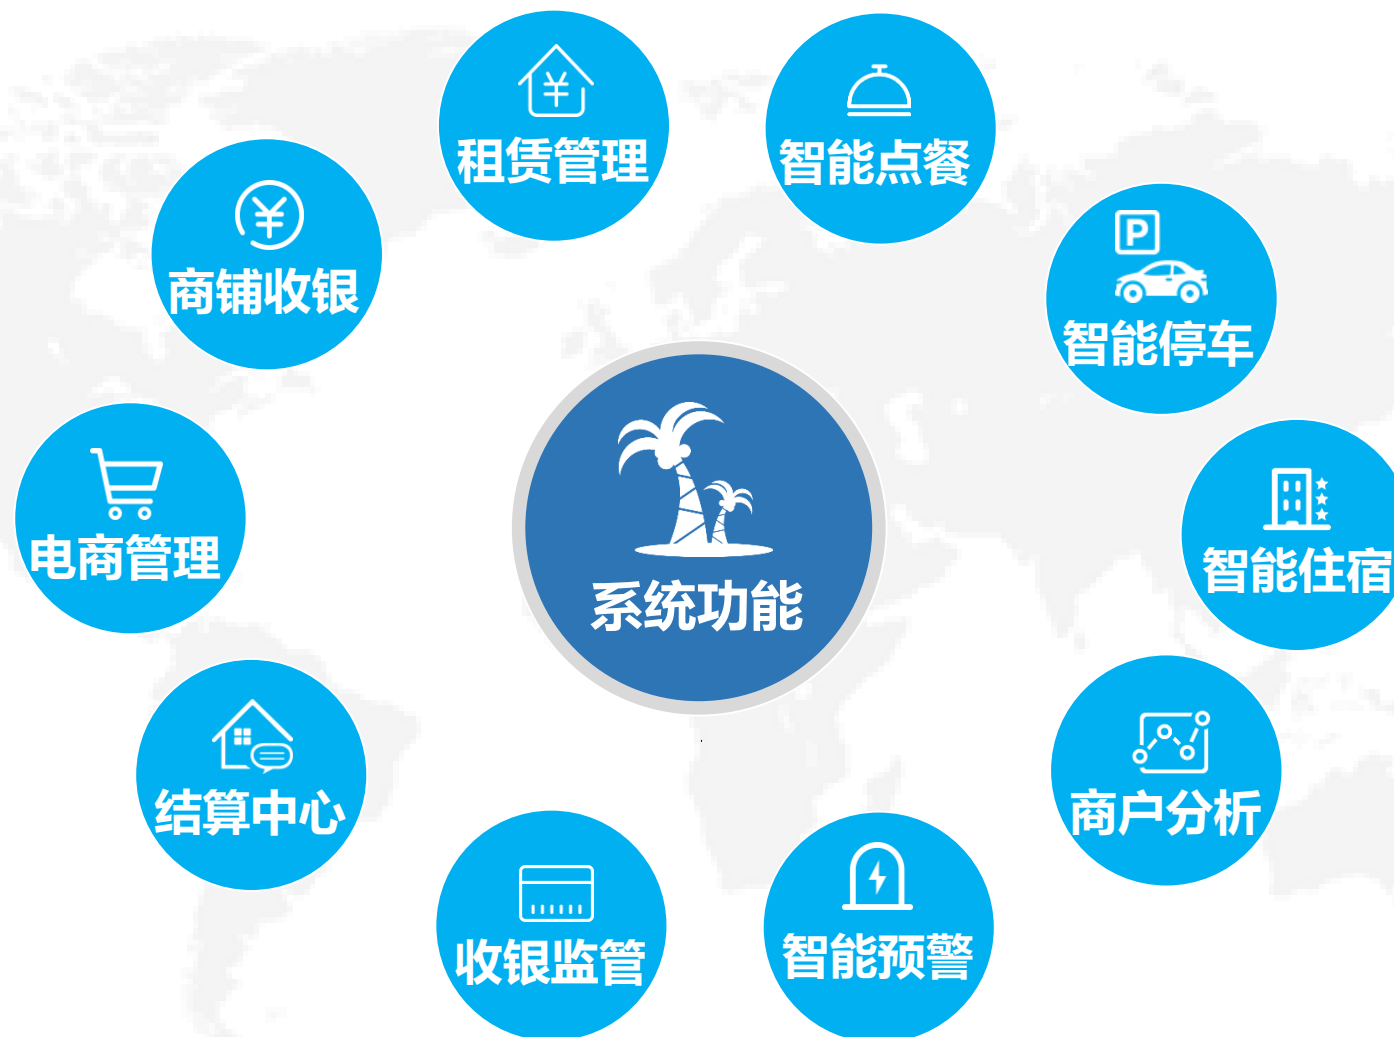 租赁管理
智能点餐
商铺收银
P
智能停车
电商管理
系统功能
智能住宿
结算中心
商户分析
收银监管
智能预警